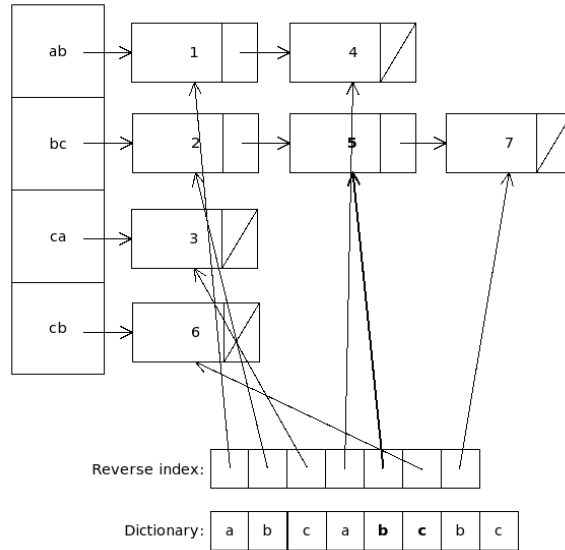 ab 1 4
bc 2 5 7
ca 3
cb 6
Reverse index:
Dictionary: a b c a b c b c